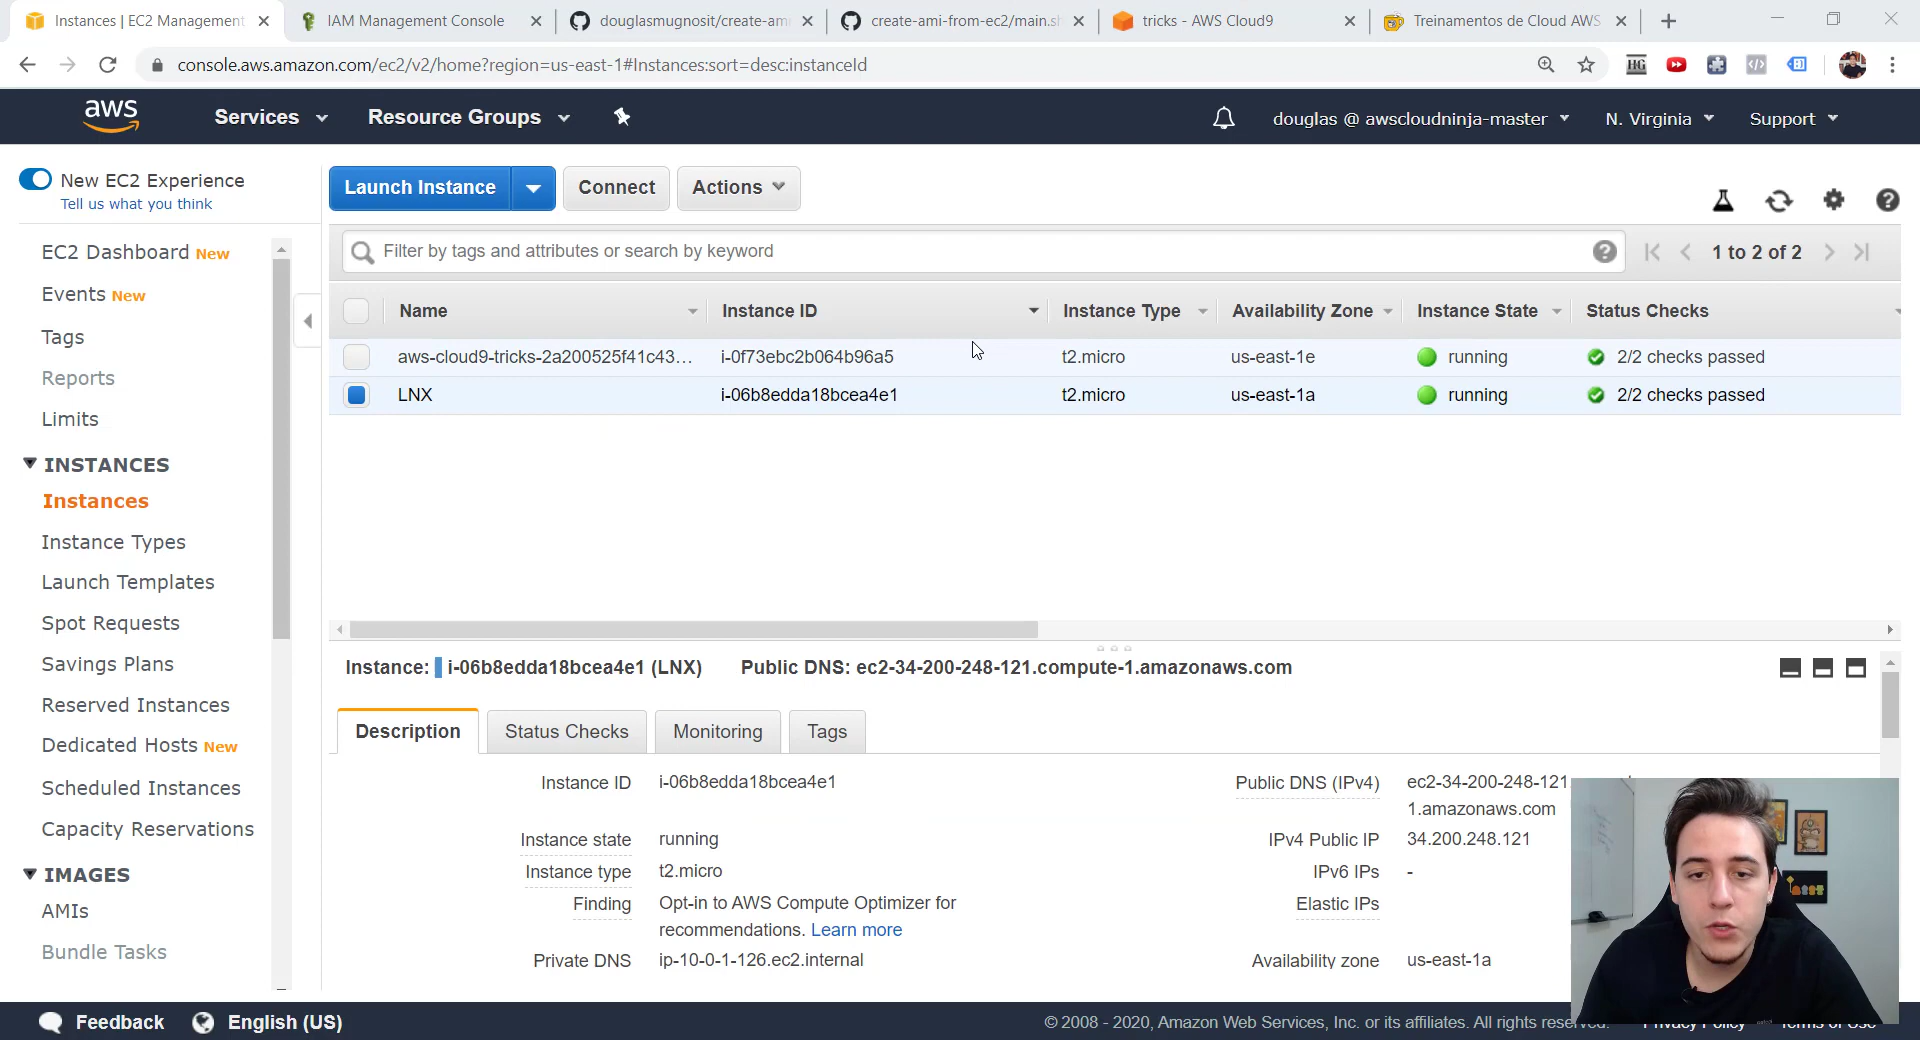 Instances | EC2 Management
IAM Management Console
douglasmugnosit/create-ami
create-ami-from-ec2/main.sh
tricks - AWS Cloud9
Treinamentos de Cloud AWS
console.aws.amazon.com/ec2/v2/home?region=us-east-1#Instances:sort=desc:instanceId
aws
Services
Resource Groups
douglas @ awscloudninja-master
N. Virginia
Support
New EC2 Experience
Tell us what you think
EC2 Dashboard New
Events New
Tags
Reports
Limits
INSTANCES
Instances
Instance Types
Launch Templates
Spot Requests
Savings Plans
Reserved Instances
Dedicated Hosts New
Scheduled Instances
Capacity Reservations
IMAGES
AMIs
Bundle Tasks
Launch Instance
Connect
Actions
Filter by tags and attributes or search by keyword
1 to 2 of 2
Name Instance ID Instance Type Availability Zone Instance State Status Checks
aws-cloud9-tricks-2a200525f41c43... i-0f73ebc2b064b96a5 t2.micro us-east-1e running 2/2 checks passed
LNX i-06b8edda18bcea4e1 t2.micro us-east-1a running 2/2 checks passed
Instance: i-06b8edda18bcea4e1 (LNX) Public DNS: ec2-34-200-248-121.compute-1.amazonaws.com
Description
Status Checks
Monitoring
Tags
Instance ID i-06b8edda18bcea4e1
Instance state running
Instance type t2.micro
Finding Opt-in to AWS Compute Optimizer for
recommendations. Learn more
Private DNS ip-10-0-1-126.ec2.internal
Public DNS (IPv4) ec2-34-200-248-121
1.amazonaws.com
IPv4 Public IP 34.200.248.121
IPv6 IPs -
Elastic IPs
Availability zone us-east-1a
Feedback
English (US)
© 2008 - 2020, Amazon Web Services, Inc. or its affiliates. All rights reserved.
Privacy Policy
Terms of Use